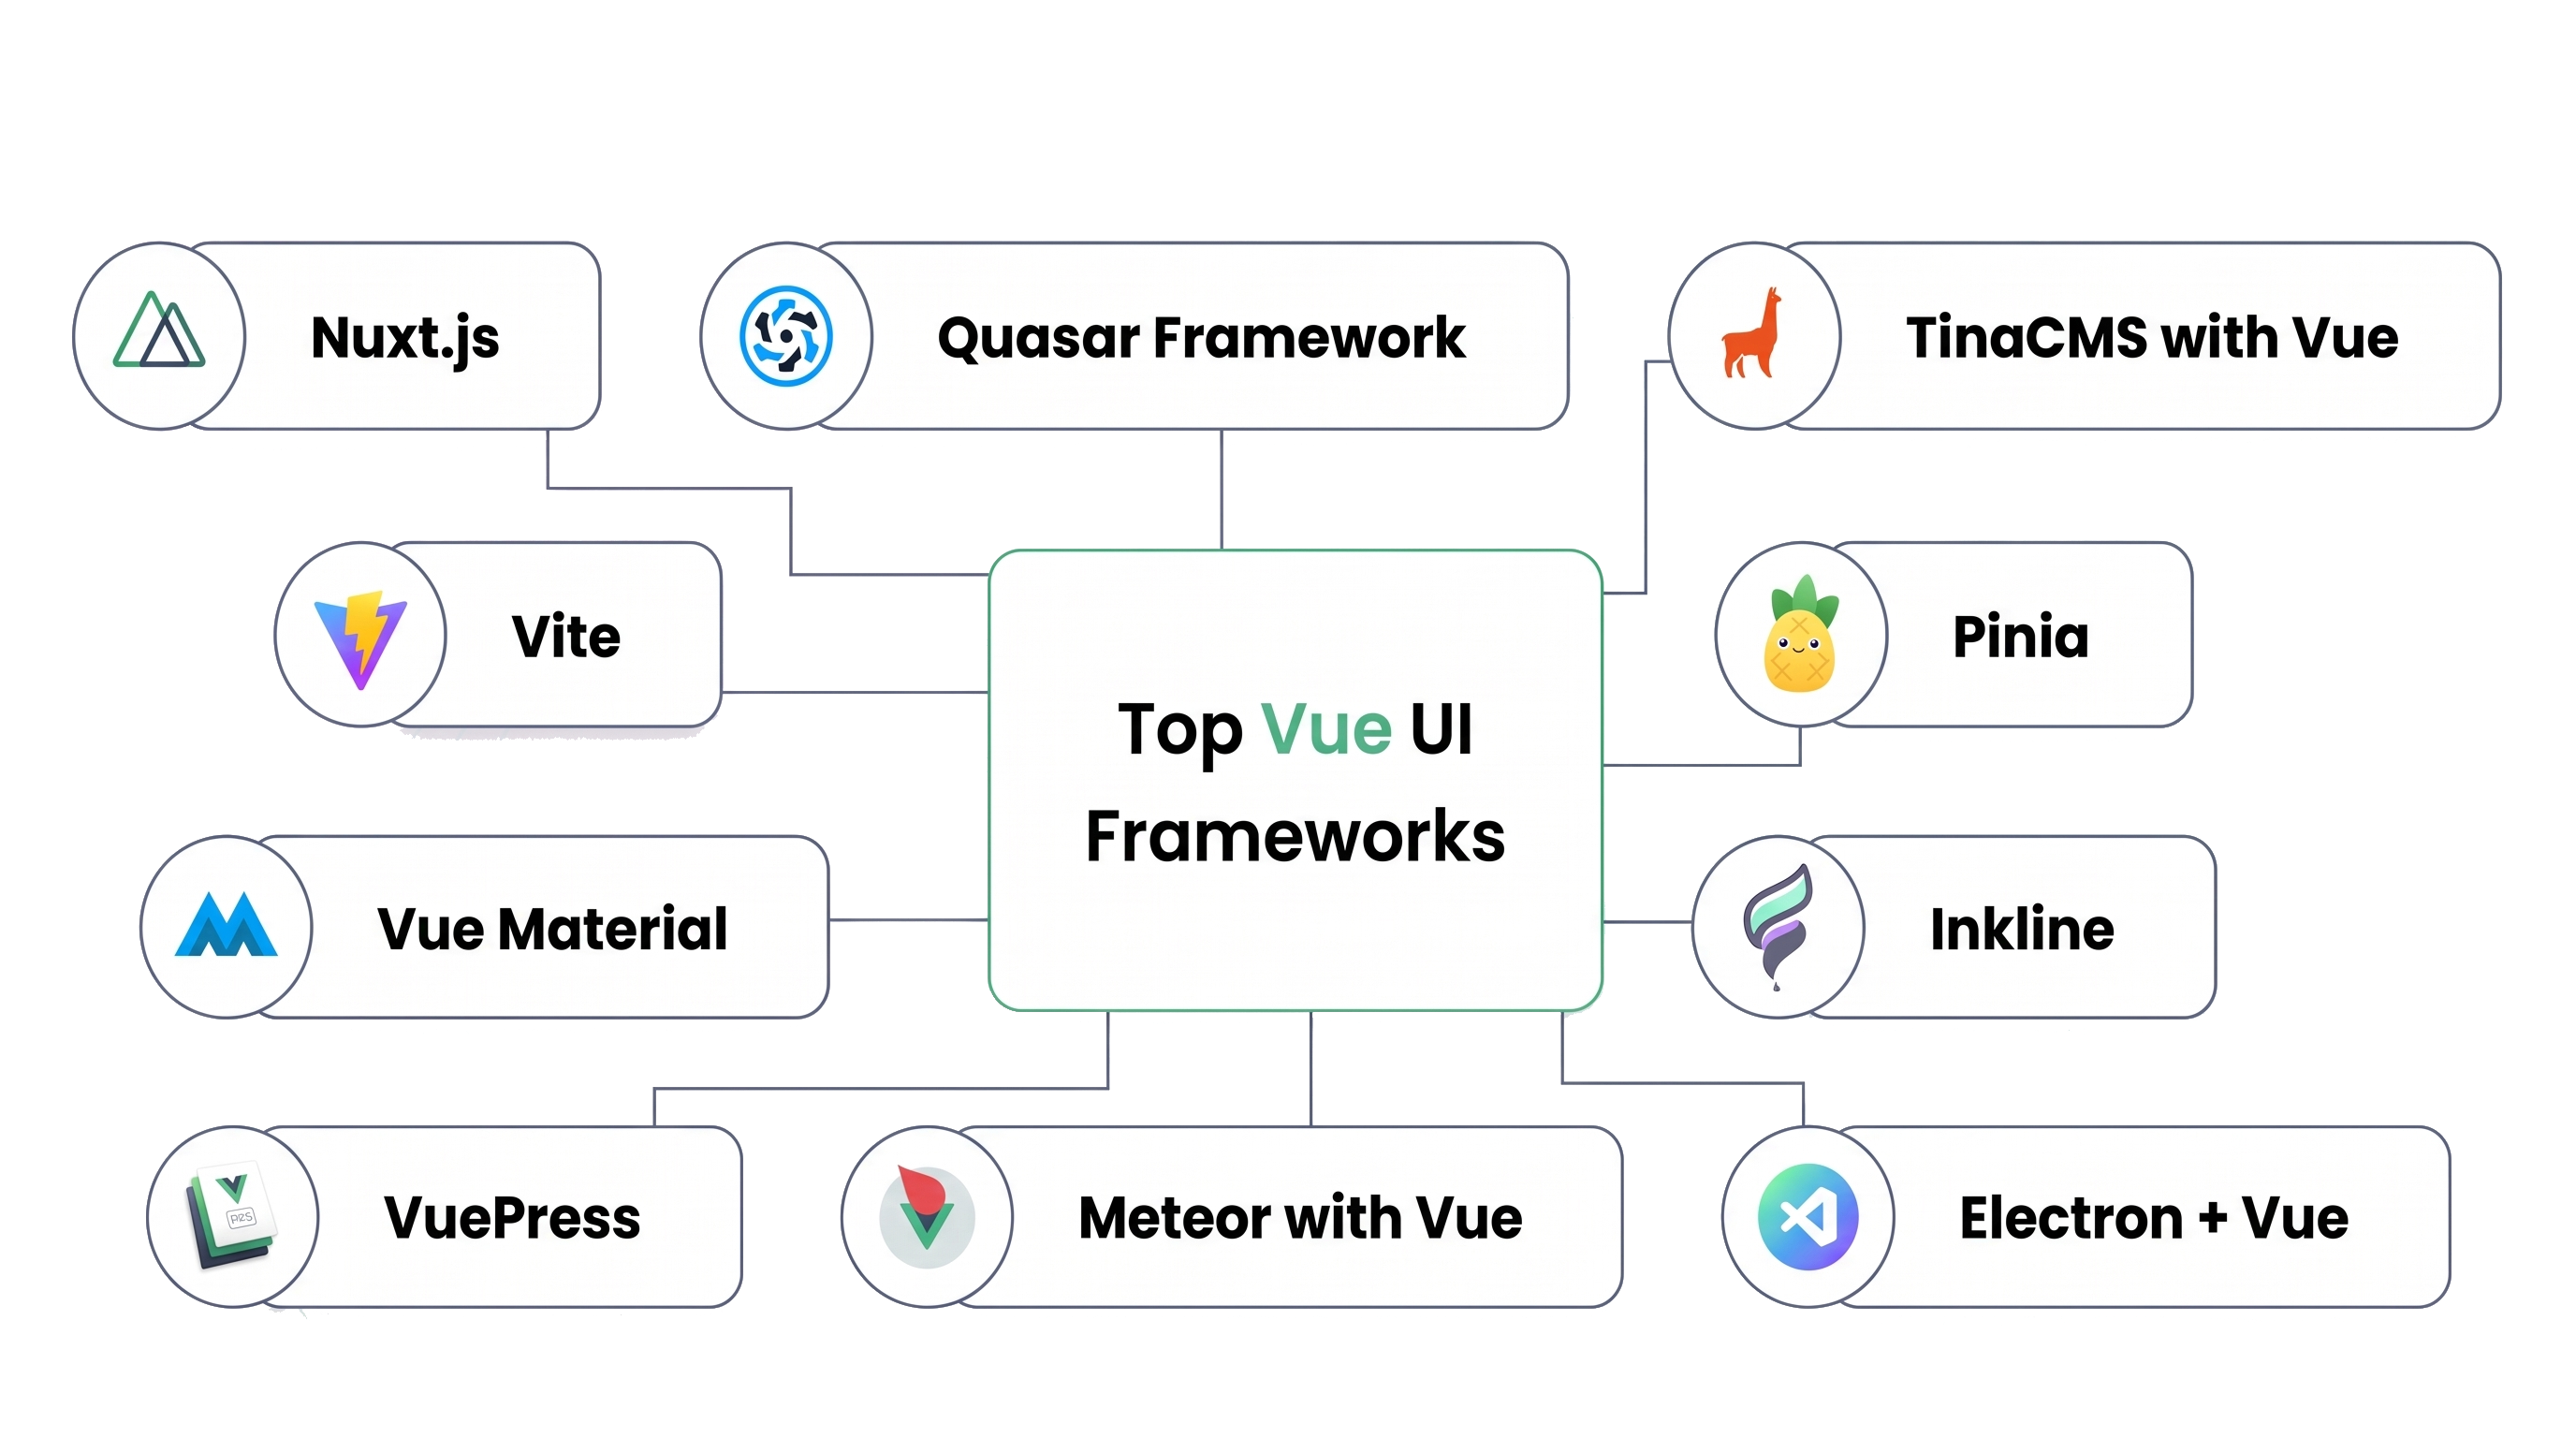 Nuxt.js
Quasar Framework
TinaCMS with Vue
Vite
Pinia
Top Vue UI
Frameworks
Vue Material
Inkline
VuePress
Meteor with Vue
Electron + Vue